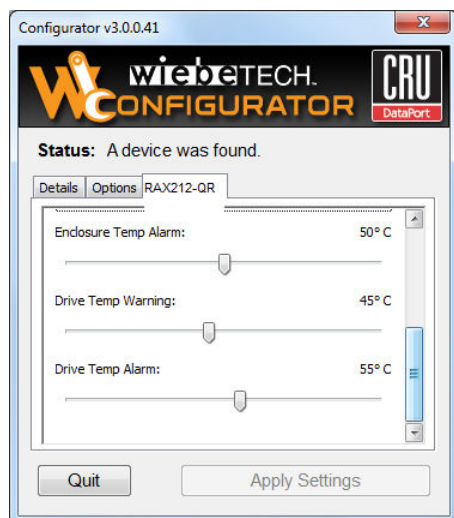 Configurator v3.0.0.41
wiebeTECH.
CONFIGURATOR
CRU
DataPort
Status: A device was found.
Details Options RAX212-QR
Enclosure Temp Alarm: 50° C
Drive Temp Warning: 45° C
Drive Temp Alarm: 55° C
Quit Apply Settings